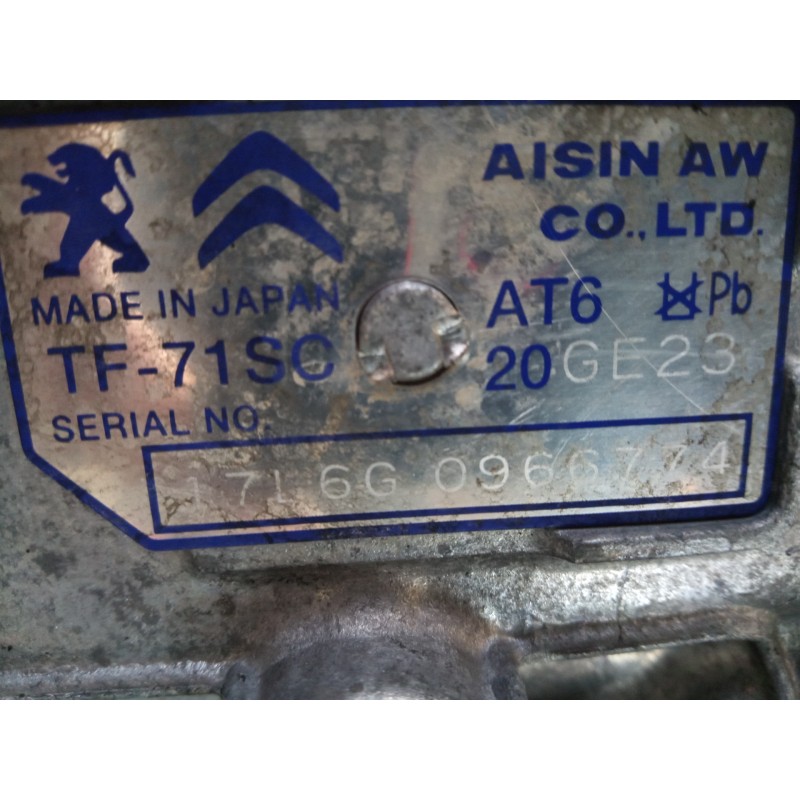 AISIN AW
CO., LTD.
MADE IN JAPAN
AT6 Pb
TF-71SC
20GE23
SERIAL NO.
17L6G 0966774